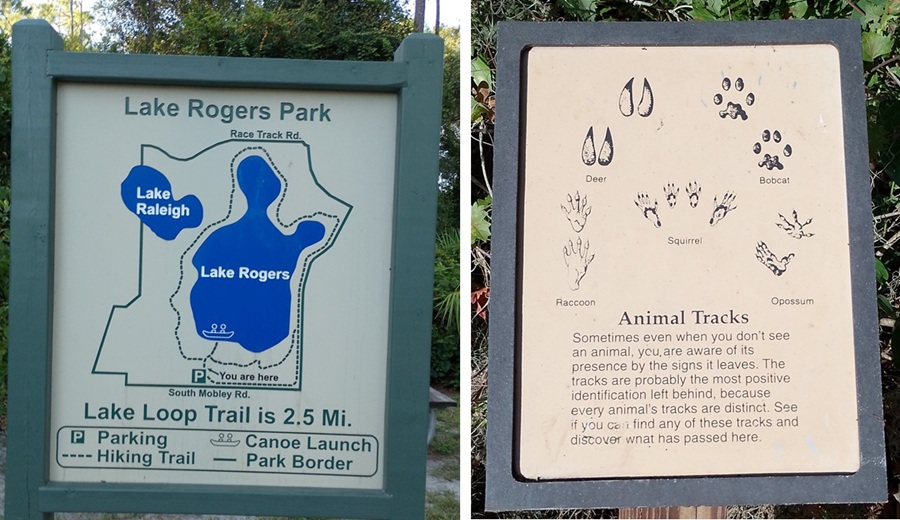 Lake Rogers Park
Race Track Rd.
Lake
Raleigh
Lake Rogers
P
You are here
South Mobley Rd.
Lake Loop Trail is 2.5 Mi.
P Parking
Canoe Launch
Hiking Trail
Park Border
Deer
Bobcat
Squirrel
Raccoon
Opossum
Animal Tracks
Sometimes even when you don't see
an animal, you are aware of its
presence by the signs it leaves. The
tracks are probably the most positive
identification left behind, because
every animal's tracks are distinct. See
if you can find any of these tracks and
discover what has passed here.